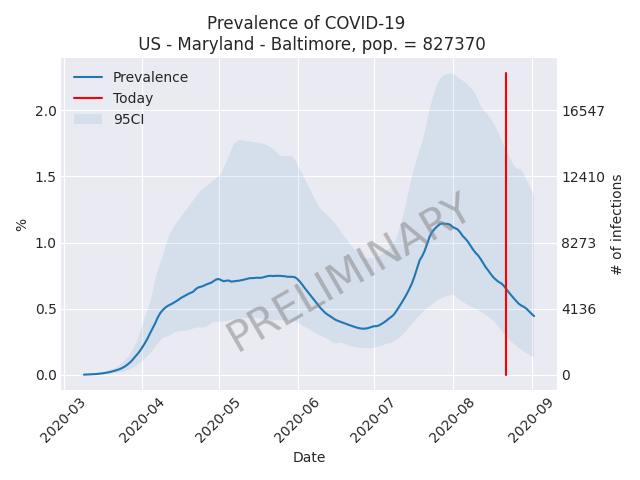 Prevalence of COVID-19
US - Maryland - Baltimore, pop. = 827370
Prevalence
Today
95CI
%
2.0
1.5
1.0
0.5
0.0
16547
12410
8273
4136
0
# of infections
PRELIMINARY
2020-03
2020-04
2020-05
2020-06
2020-07
2020-08
2020-09
Date